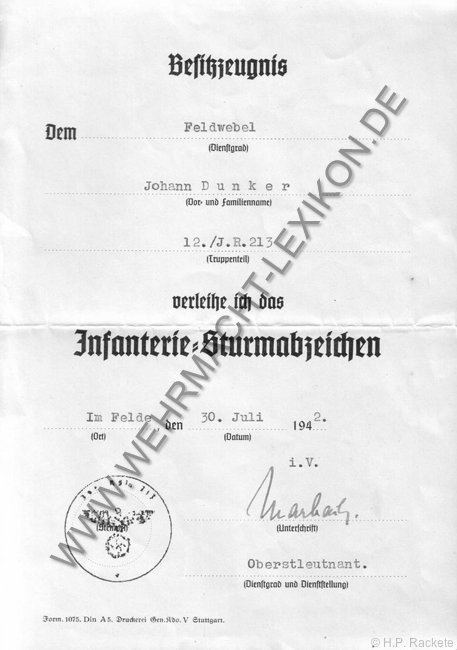 Besitzzeugnis
Dem Feldwebel
(Dienstgrad)
Johann Dunker
(Vor- und Familienname)
12./J.R.213
(Truppenteil)
verleihe ich das
Infanterie-Sturmabzeichen
Im Felde, den 30. Juli 1942.
(Ort) (Datum)
i.V.
(Unterschrift)
Oberstleutnant.
(Dienstgrad und Dienststellung)
Form. 1075. Din A5. Druckerei Gen. Kdo. V Stuttgart.
WWW.WEHRMACHT-LEXIKON.DE
© H.P. Rackete